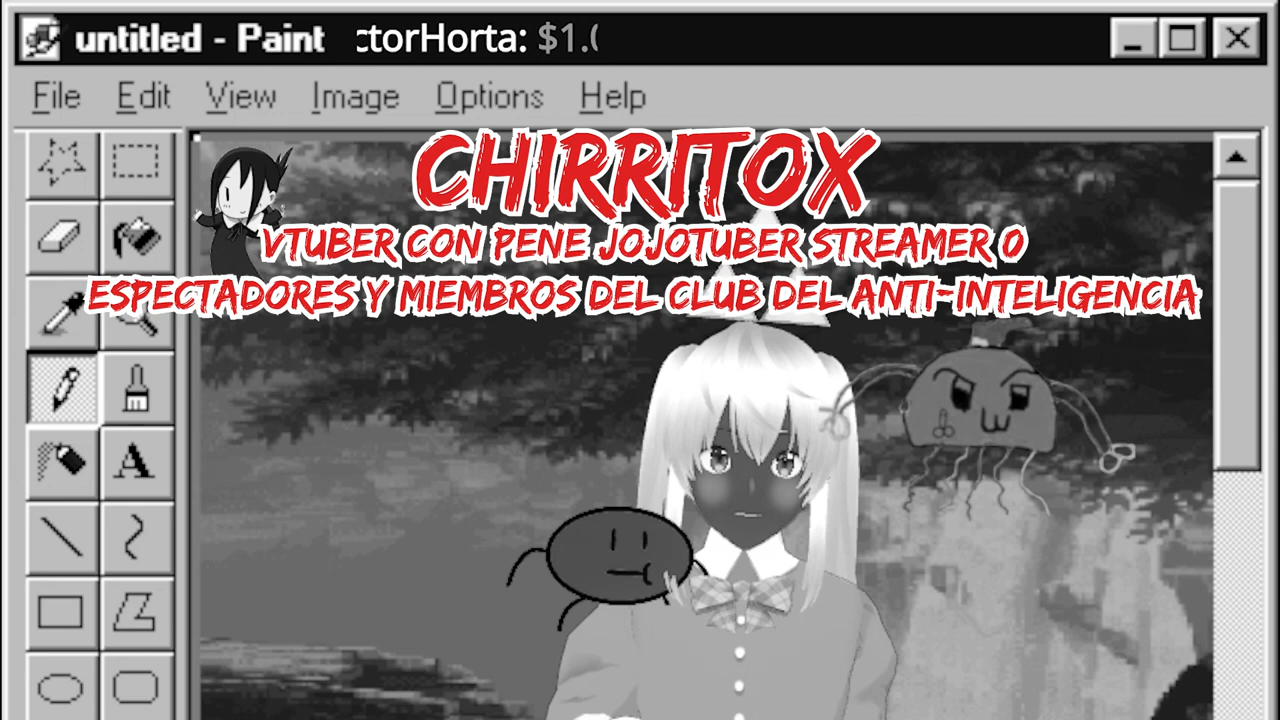 untitled - Paint ctorHorta: $1.0
File Edit View Image Options Help
CHIRRITOX
VTUBER CON PENE JOJOTUBER STREAMER O
ESPECTADORES Y MIEMBROS DEL CLUB DEL ANTI-INTELIGENCIA
A